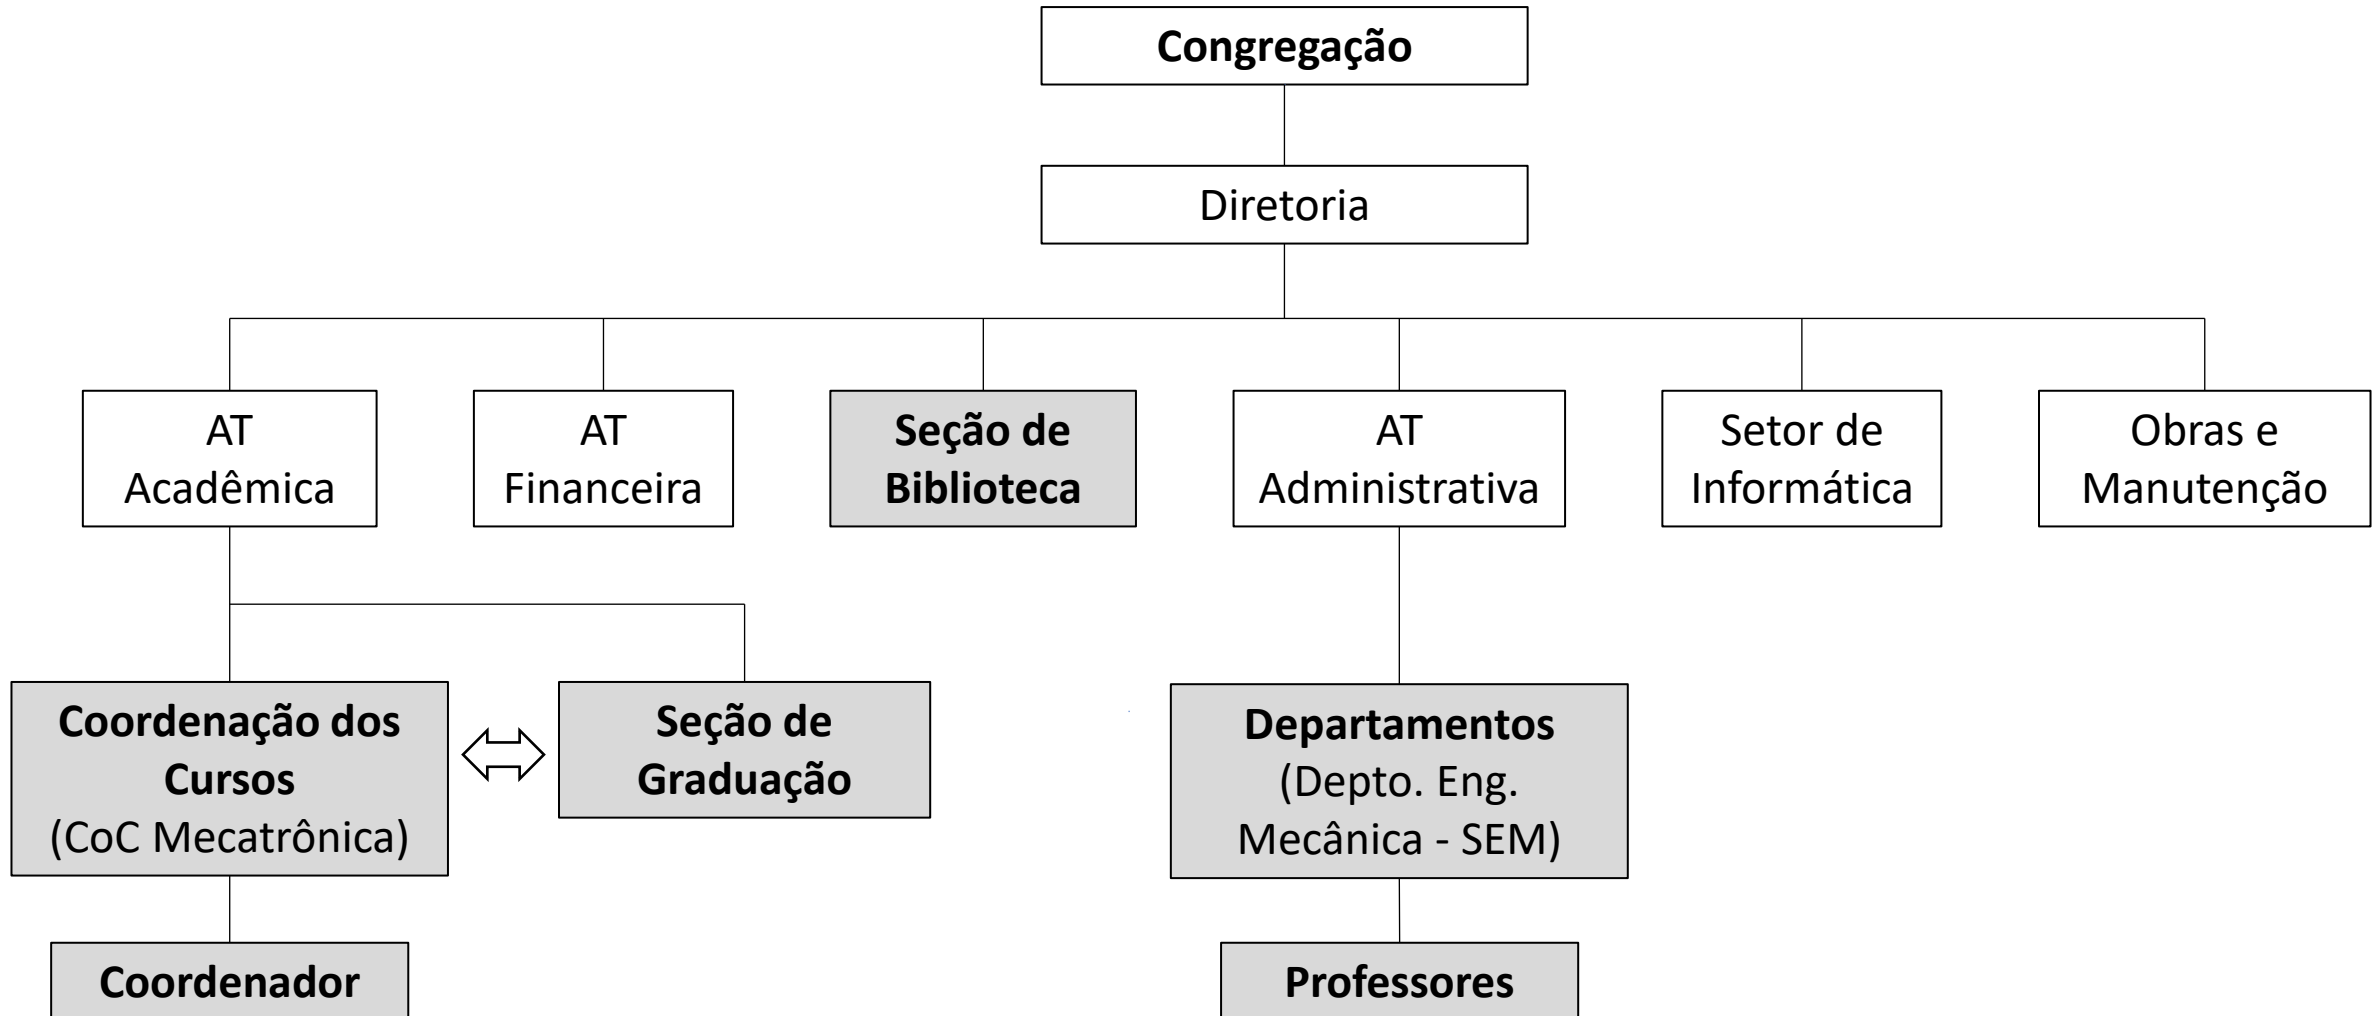 Congregação
Diretoria
AT
Acadêmica
AT
Financeira
Seção de
Biblioteca
AT
Administrativa
Setor de
Informática
Obras e
Manutenção
Coordenação dos
Cursos
(CoC Mecatrônica)
Seção de
Graduação
Departamentos
(Depto. Eng.
Mecânica - SEM)
Coordenador
Professores